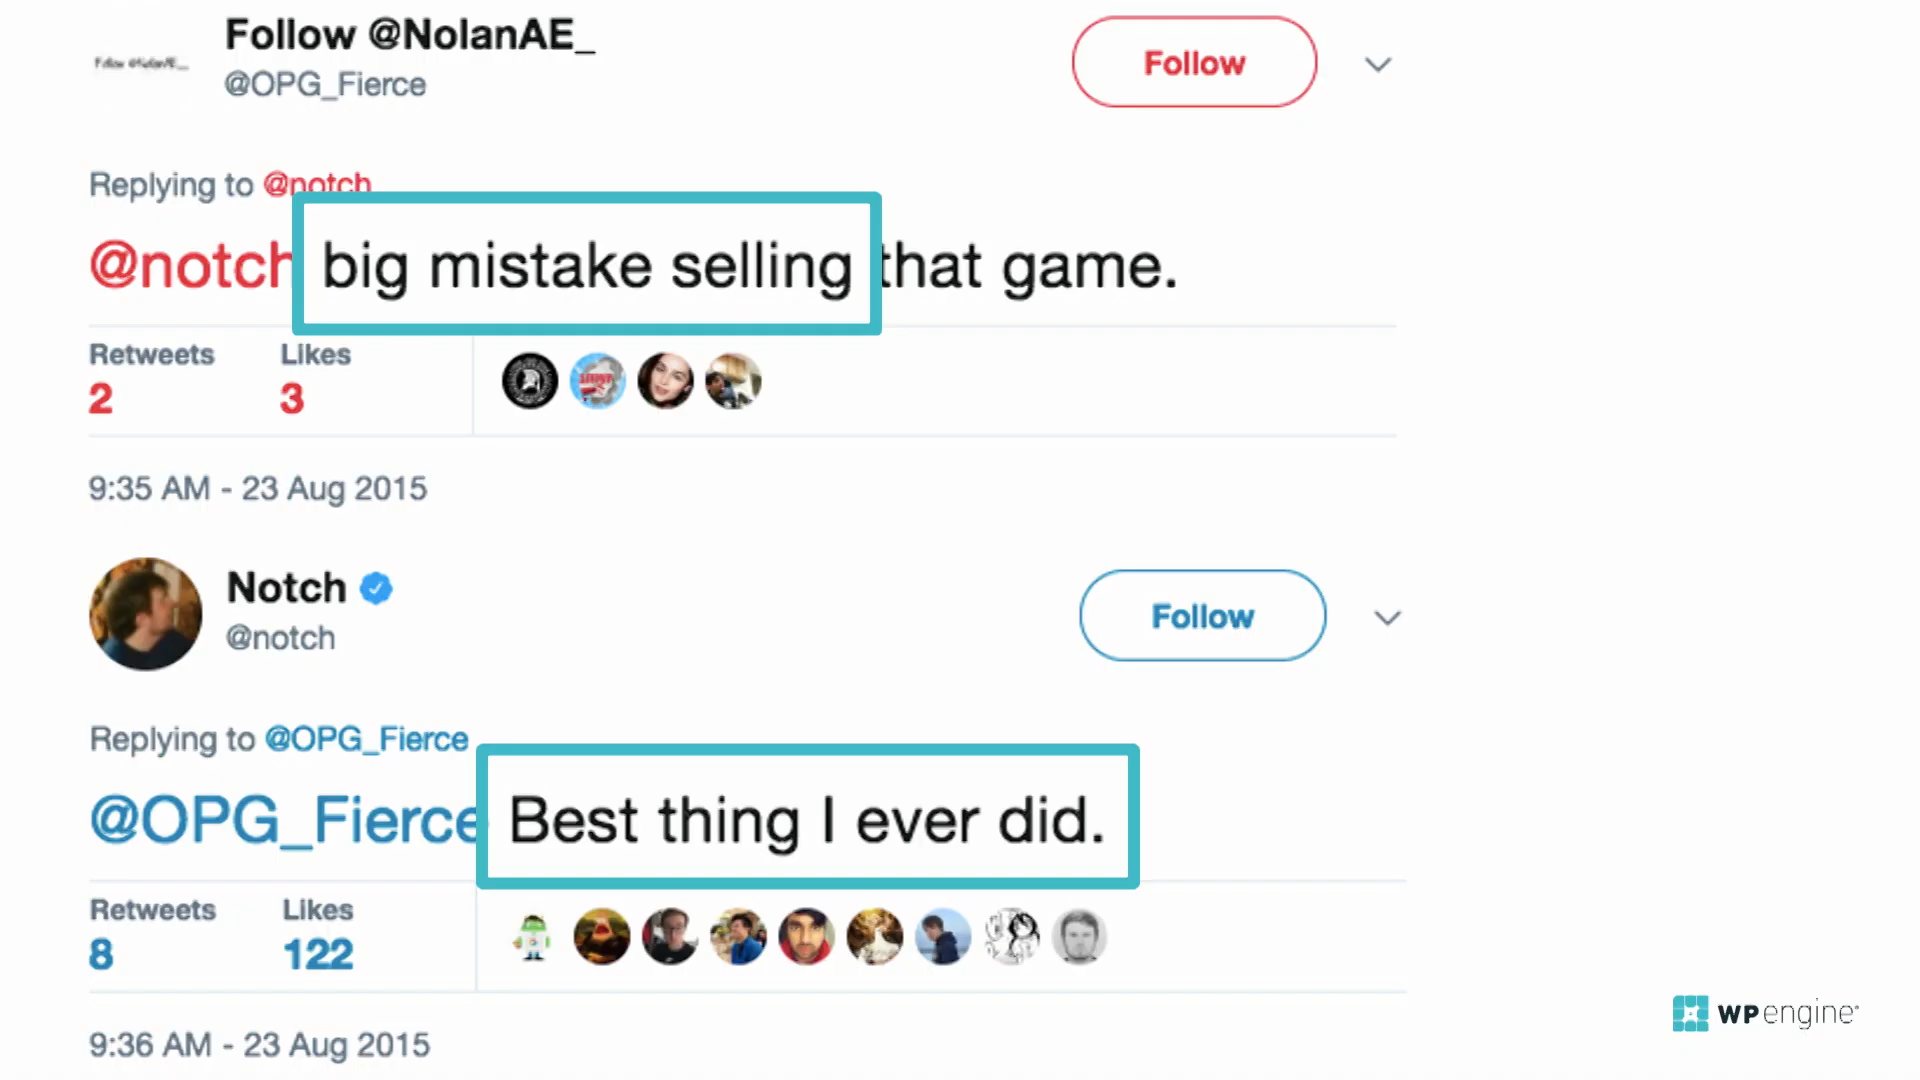 Follow @NolanAE_
@OPG_Fierce
Follow
Replying to @notch
@notch big mistake selling that game.
Retweets Likes
2 3
9:35 AM - 23 Aug 2015
Notch
@notch
Follow
Replying to @OPG_Fierce
@OPG_Fierce Best thing I ever did.
Retweets Likes
8 122
9:36 AM - 23 Aug 2015
WP engine